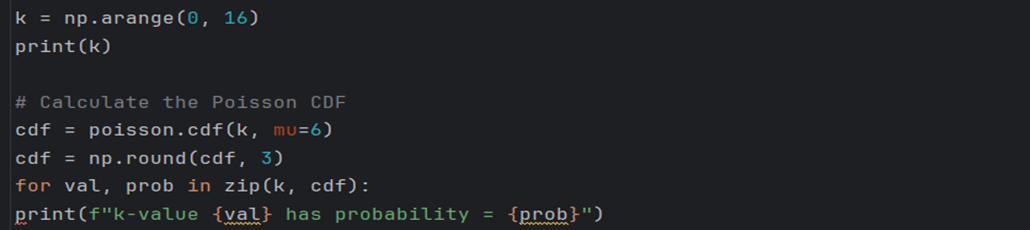 k = np.arange(0, 16)
print(k)
# Calculate the Poisson CDF
cdf = poisson.cdf(k, mu=6)
cdf = np.round(cdf, 3)
for val, prob in zip(k, cdf):
print(f"k-value {val} has probability = {prob}")